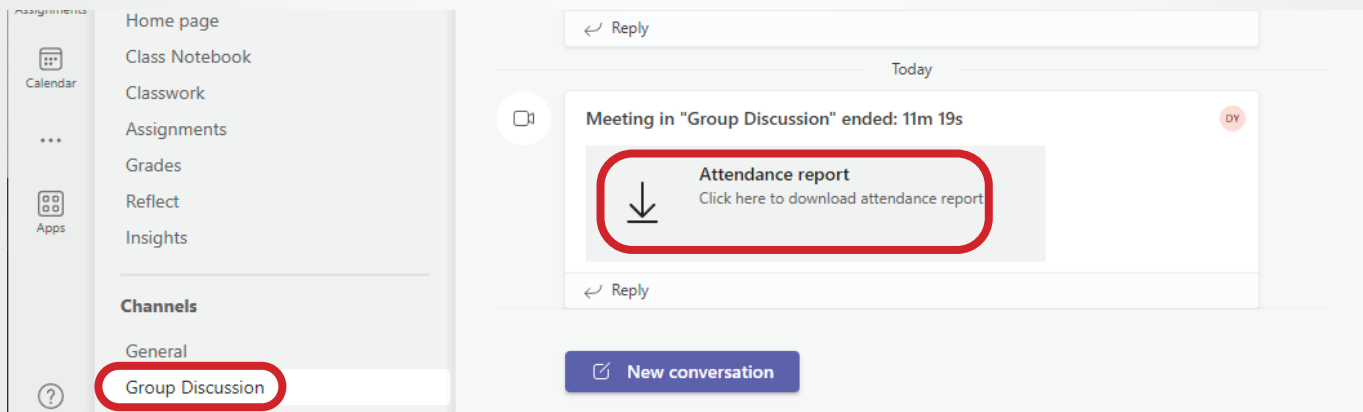 Assignments
Calendar
Apps
Home page
Class Notebook
Classwork
Assignments
Grades
Reflect
Insights
Channels
General
Group Discussion
Reply
Today
Meeting in "Group Discussion" ended: 11m 19s
DY
Attendance report
Click here to download attendance report
Reply
New conversation